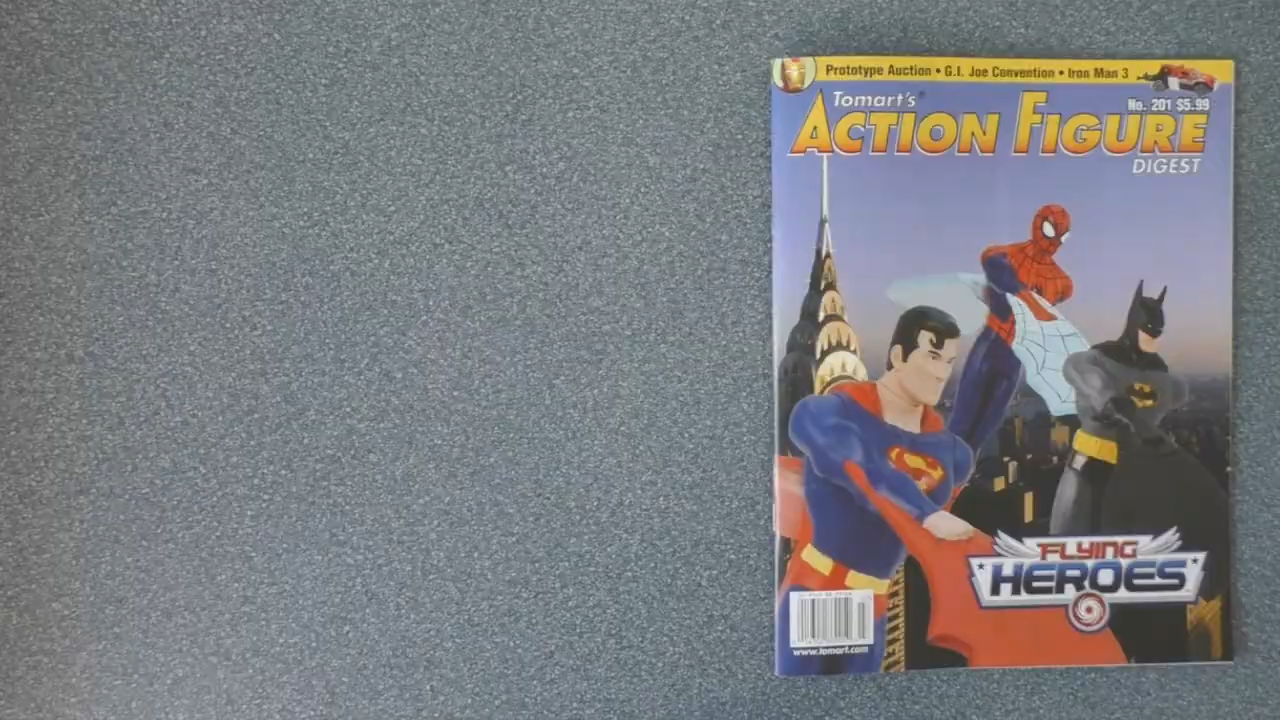 Prototype Auction • G.I. Joe Convention • Iron Man 3
Tomart's®
No. 201 $5.99
ACTION FIGURE
DIGEST
FLYING
HEROES
www.tomart.com